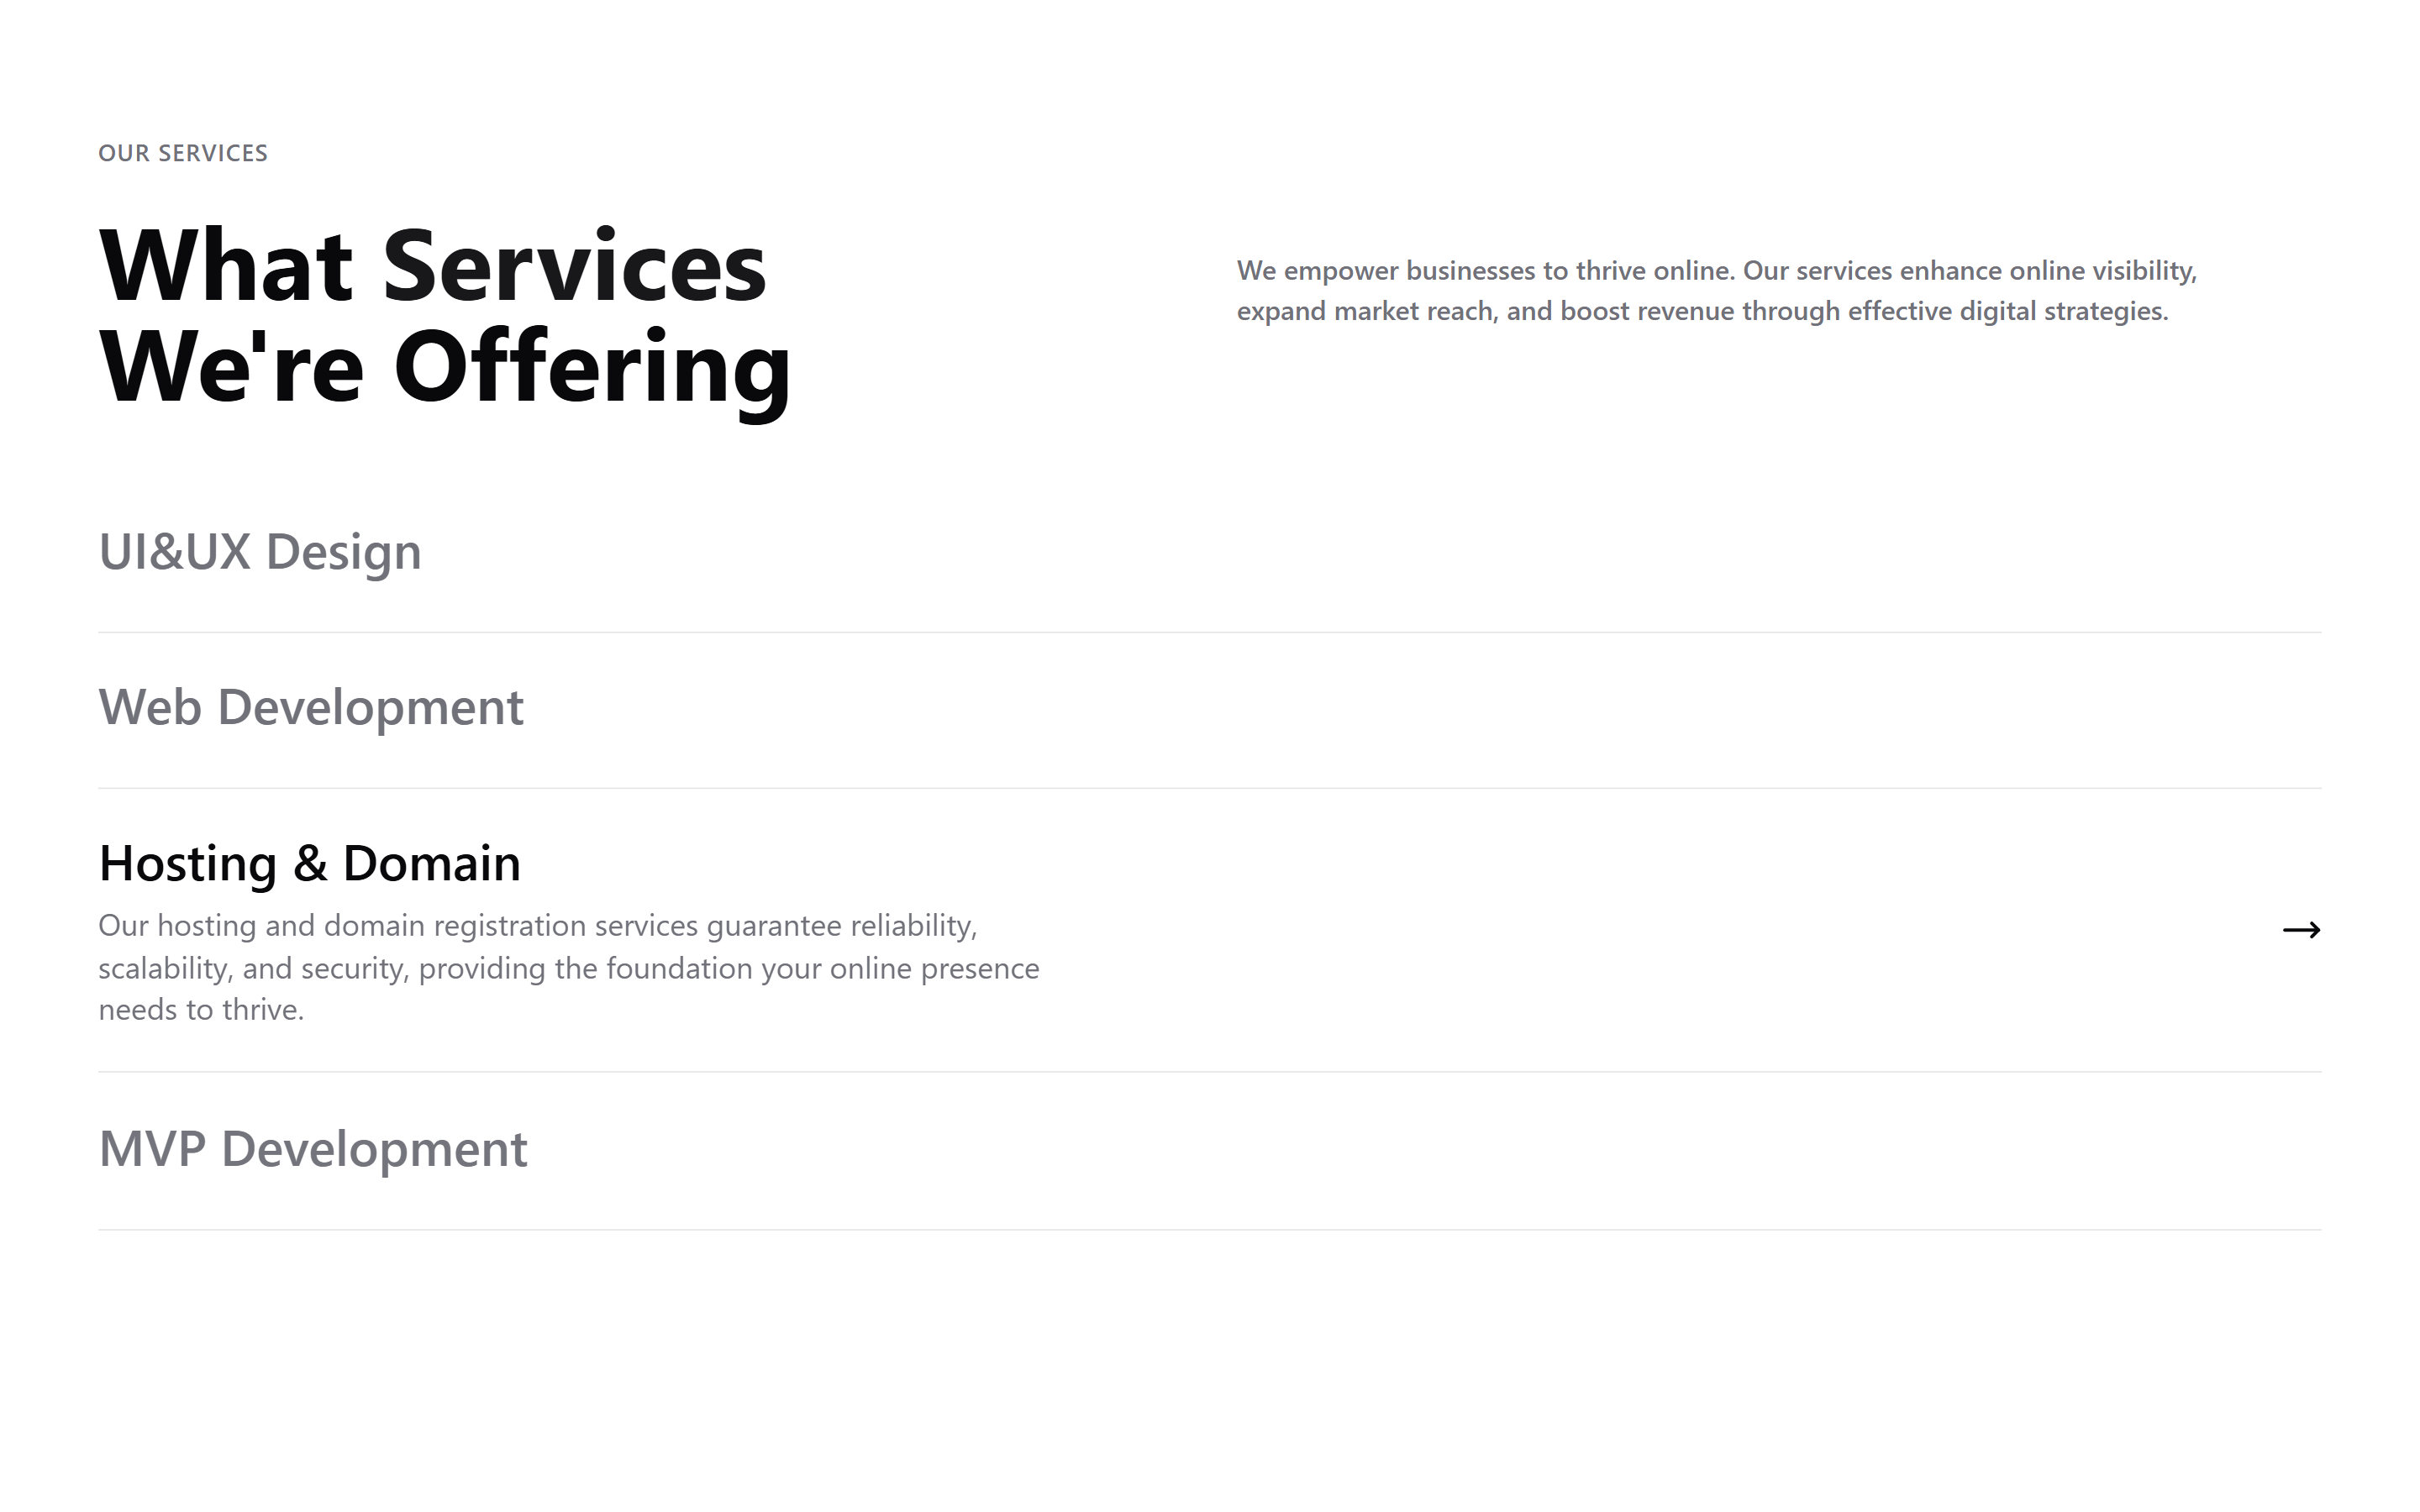 OUR SERVICES
What Services
We're Offering
We empower businesses to thrive online. Our services enhance online visibility,
expand market reach, and boost revenue through effective digital strategies.
UI&UX Design
Web Development
Hosting & Domain
Our hosting and domain registration services guarantee reliability,
scalability, and security, providing the foundation your online presence
needs to thrive.
MVP Development